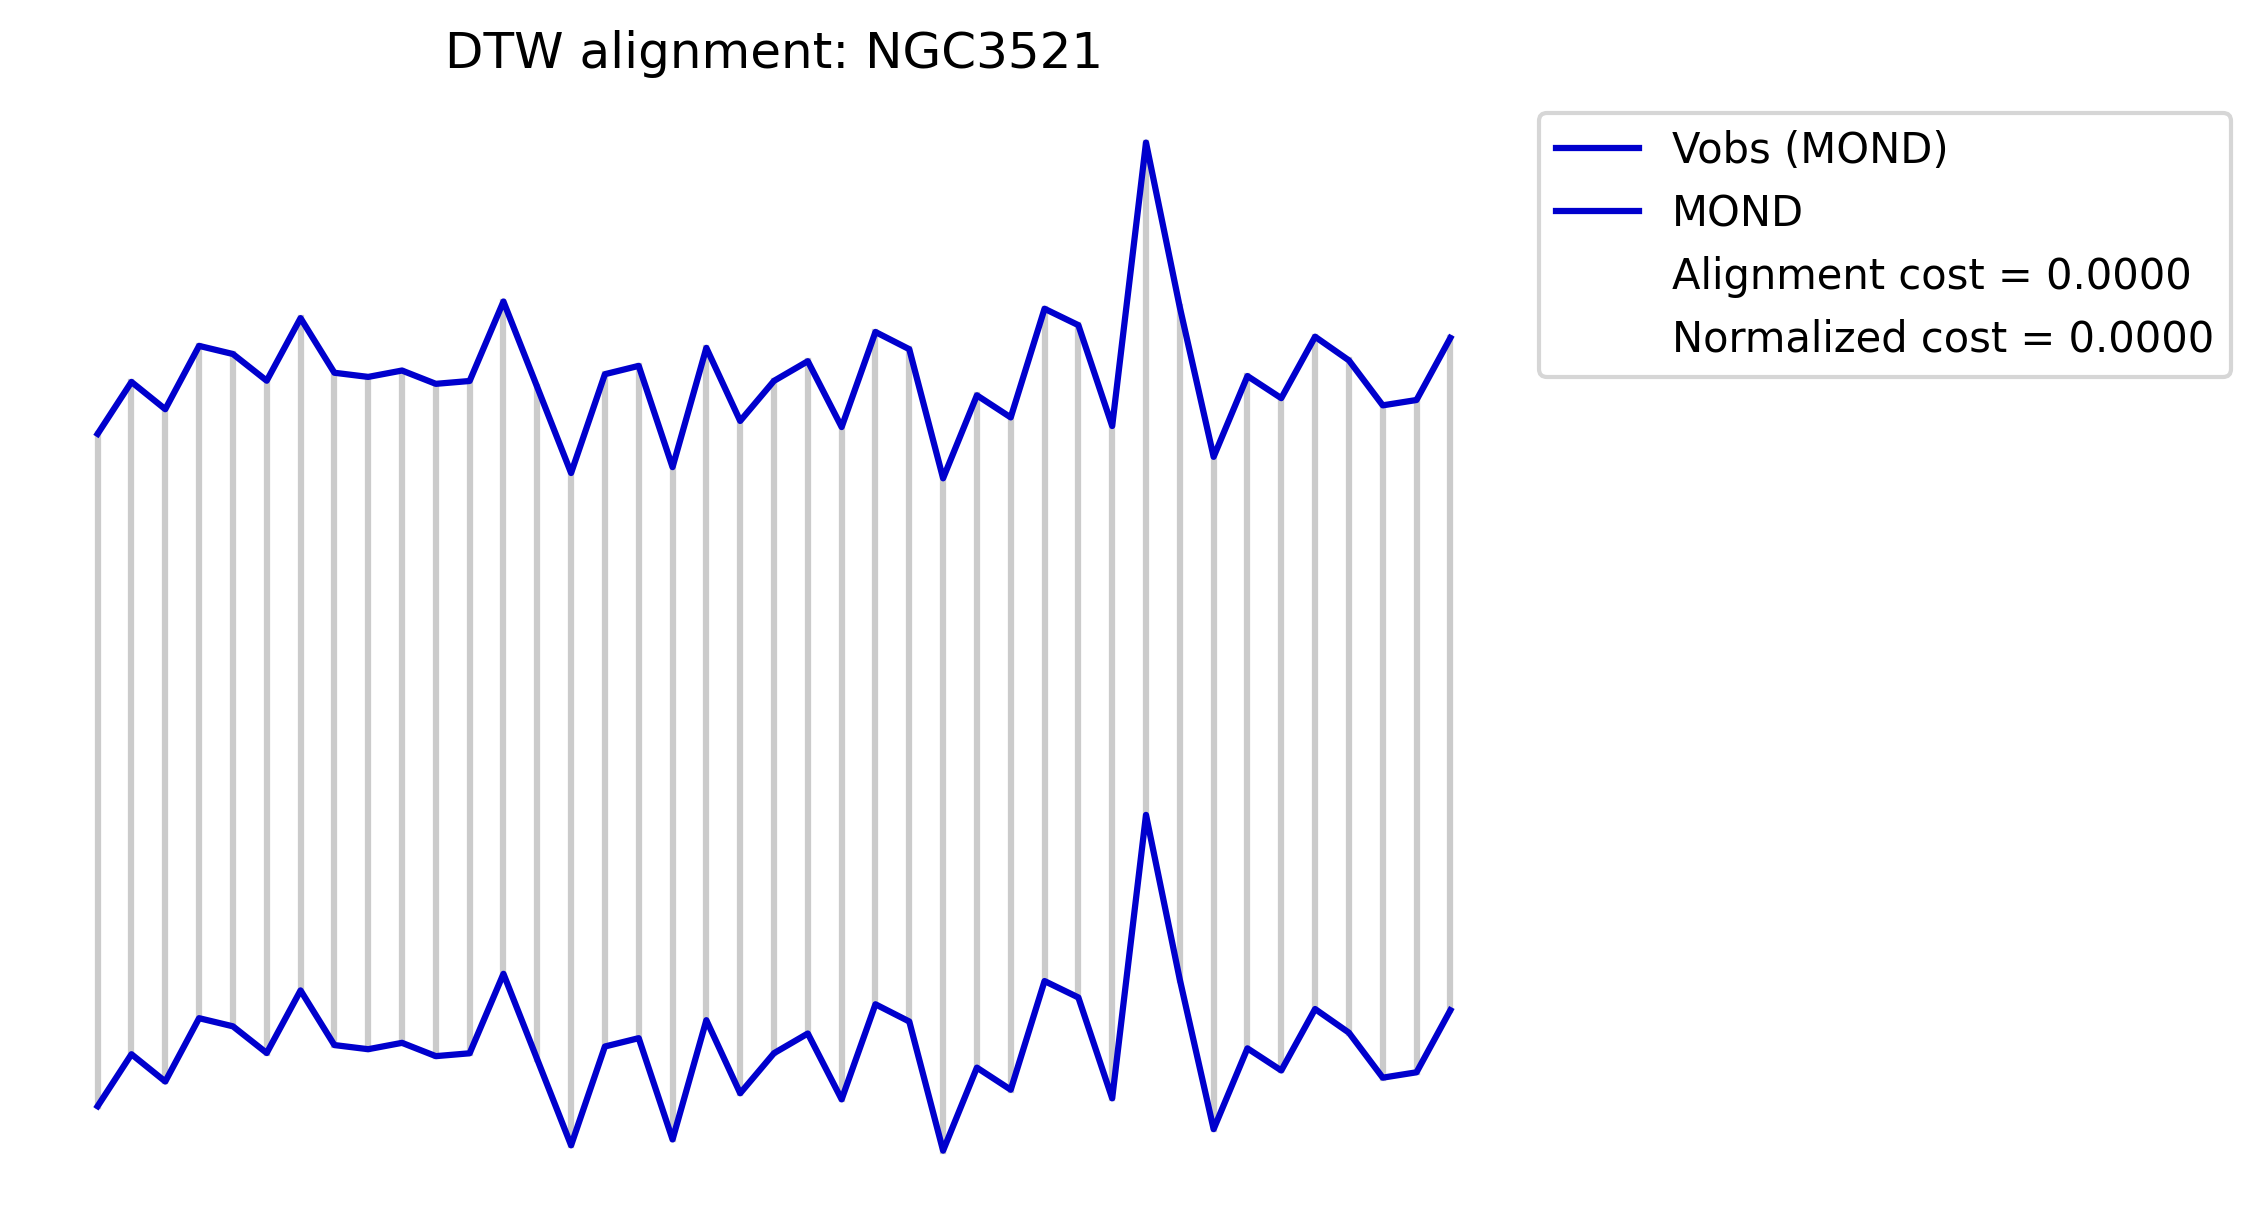 DTW alignment: NGC3521
Vobs (MOND)
MOND
Alignment cost = 0.0000
Normalized cost = 0.0000